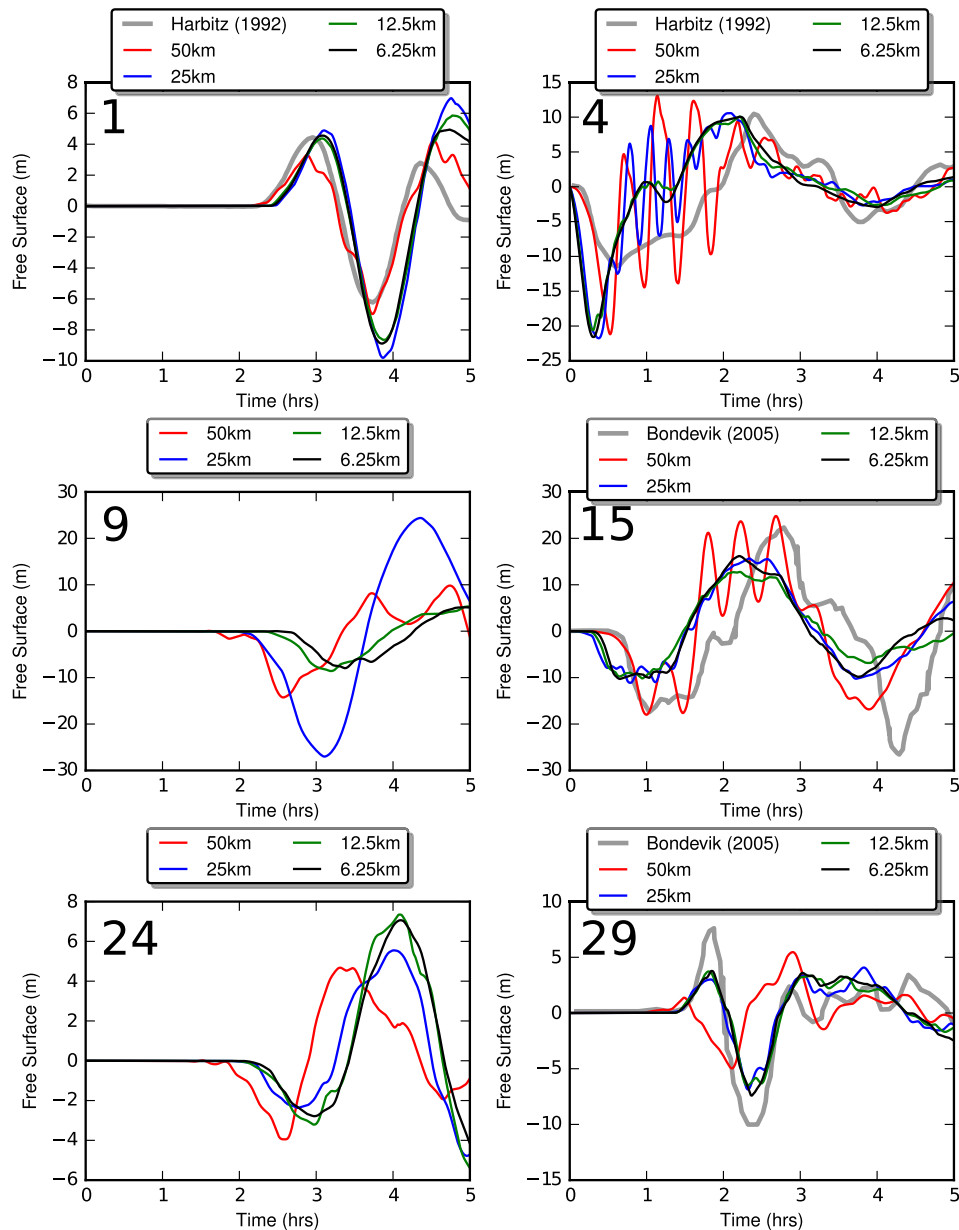 Harbitz (1992) 12.5km
50km 6.25km
25km
1
8
6
4
2
0
−2
−4
−6
−8
−10
Free Surface (m)
0 1 2 3 4 5
Time (hrs)
Harbitz (1992) 12.5km
50km 6.25km
25km
4
15
10
5
0
−5
−10
−15
−20
−25
Free Surface (m)
0 1 2 3 4 5
Time (hrs)
50km 12.5km
25km 6.25km
9
30
20
10
0
−10
−20
−30
Free Surface (m)
0 1 2 3 4 5
Time (hrs)
Bondevik (2005) 12.5km
50km 6.25km
25km
15
30
20
10
0
−10
−20
−30
Free Surface (m)
0 1 2 3 4 5
Time (hrs)
50km 12.5km
25km 6.25km
24
8
6
4
2
0
−2
−4
−6
Free Surface (m)
0 1 2 3 4 5
Time (hrs)
Bondevik (2005) 12.5km
50km 6.25km
25km
29
10
5
0
−5
−10
−15
Free Surface (m)
0 1 2 3 4 5
Time (hrs)